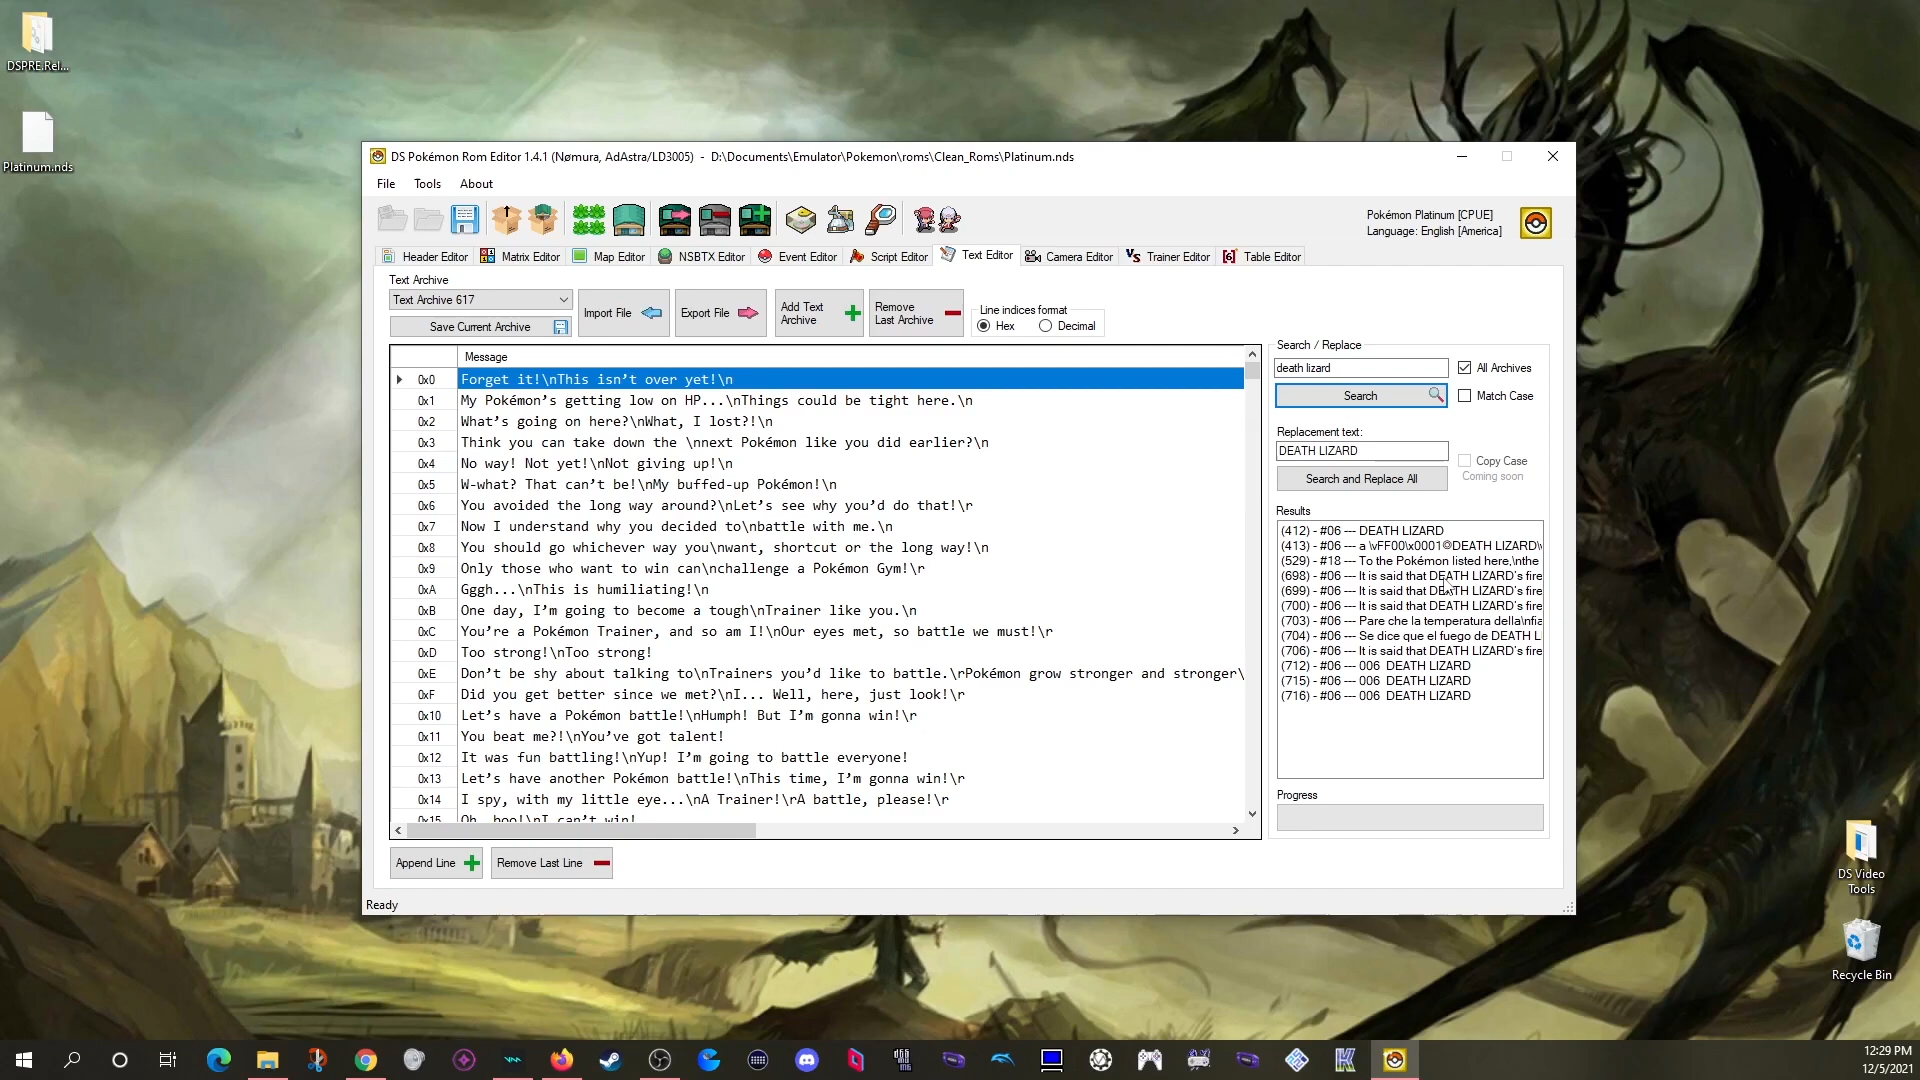 DSPRE.Rel...
Platinum.nds
DS Pokémon Rom Editor 1.4.1 (Nømura, AdAstra/LD3005)  -  D:\Documents\Emulator\Pokemon\roms\Clean_Roms\Platinum.nds
File Tools About
Pokémon Platinum [CPUE]
Language: English [America]
Header Editor Matrix Editor Map Editor NSBTX Editor Event Editor Script Editor Text Editor Camera Editor Trainer Editor Table Editor
Text Archive
Text Archive 617
Save Current Archive
Import File
Export File
Add Text
Archive
Remove
Last Archive
Line indices format
Hex Decimal
Message
0x0 Forget it!\nThis isn’t over yet!\n
0x1 My Pokémon’s getting low on HP...\nThings could be tight here.\n
0x2 What’s going on here?\nWhat, I lost?!\n
0x3 Think you can take down the \nnext Pokémon like you did earlier?\n
0x4 No way! Not yet!\nNot giving up!\n
0x5 W-what? That can’t be!\nMy buffed-up Pokémon!\n
0x6 You avoided the long way around?\nLet’s see why you’d do that!\r
0x7 Now I understand why you decided to\nbattle with me.\n
0x8 You should go whichever way you\nwant, shortcut or the long way!\n
0x9 Only those who want to win can\nchallenge a Pokémon Gym!\r
0xA Gggh...\nThis is humiliating!\n
0xB One day, I’m going to become a tough\nTrainer like you.\n
0xC You’re a Pokémon Trainer, and so am I!\nOur eyes met, so battle we must!\r
0xD Too strong!\nToo strong!
0xE Don’t be shy about talking to\nTrainers you’d like to battle.\rPokémon grow stronger and stronger\
0xF Did you get better since we met?\nI... Well, here, just look!\r
0x10 Let’s have a Pokémon battle!\nHumph! But I’m gonna win!\r
0x11 You beat me?!\nYou’ve got talent!
0x12 It was fun battling!\nYup! I’m going to battle everyone!
0x13 Let’s have another Pokémon battle!\nThis time, I’m gonna win!\r
0x14 I spy, with my little eye...\nA Trainer!\rA battle, please!\r
0x15 Oh, boo!\nI can’t win!
Append Line
Remove Last Line
Ready
Search / Replace
death lizard
All Archives
Search
Match Case
Replacement text:
DEATH LIZARD
Copy Case
Coming soon
Search and Replace All
Results
(412) - #06 --- DEATH LIZARD
(413) - #06 --- a \vFF00\x0001©DEATH LIZARD\v
(529) - #18 --- To the Pokémon listed here,\nthe
(698) - #06 --- It is said that DEATH LIZARD’s fire
(699) - #06 --- It is said that DEATH LIZARD’s fire
(700) - #06 --- It is said that DEATH LIZARD’s fire
(703) - #06 --- Pare che la temperatura della\nfia
(704) - #06 --- Se dice que el fuego de DEATH L
(706) - #06 --- It is said that DEATH LIZARD’s fire
(712) - #06 --- 006  DEATH LIZARD
(715) - #06 --- 006  DEATH LIZARD
(716) - #06 --- 006  DEATH LIZARD
Progress
DS Video
Tools
Recycle Bin
12:29 PM
12/5/2021